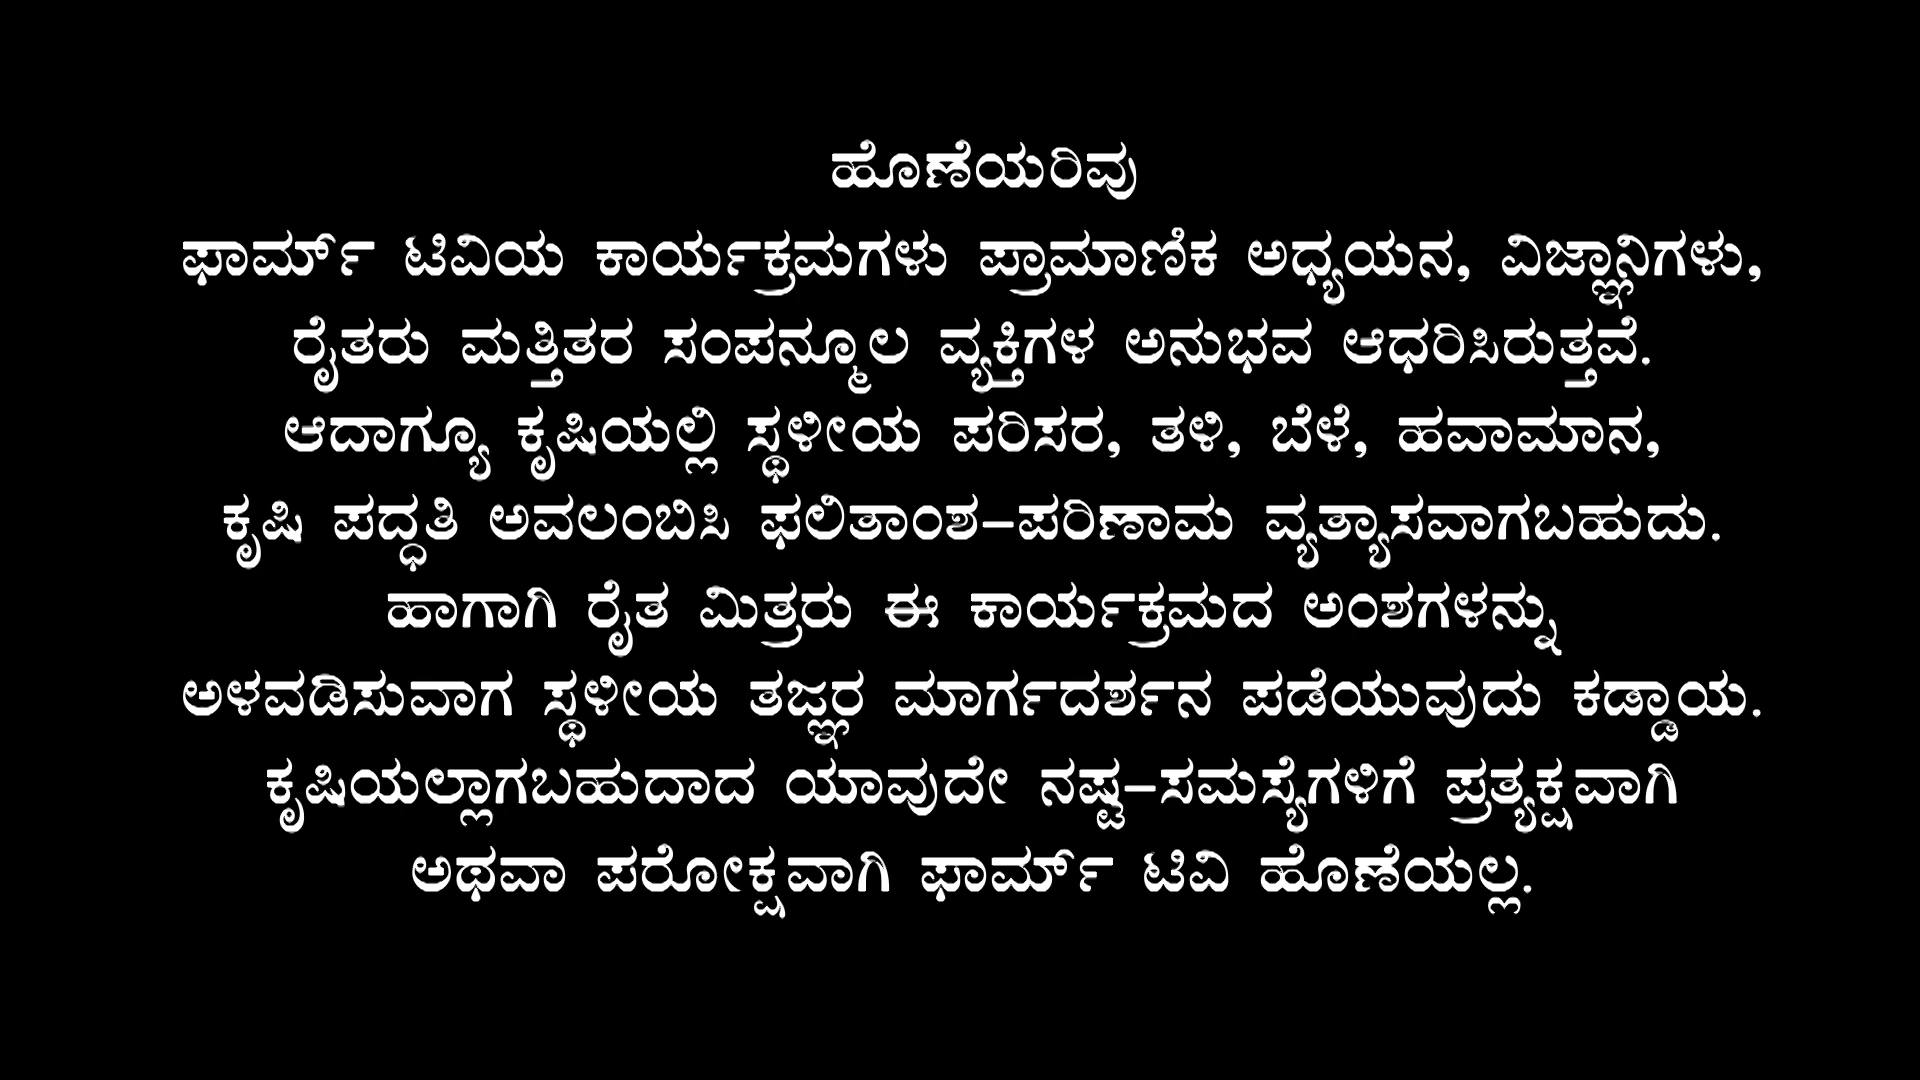 ಹೊಣೆಯರಿವು
ಫಾರ್ಮ್ ಟಿವಿಯ ಕಾರ್ಯಕ್ರಮಗಳು ಪ್ರಾಮಾಣಿಕ ಅಧ್ಯಯನ, ವಿಜ್ಞಾನಿಗಳು,
ರೈತರು ಮತ್ತಿತರ ಸಂಪನ್ಮೂಲ ವ್ಯಕ್ತಿಗಳ ಅನುಭವ ಆಧರಿಸಿರುತ್ತವೆ.
ಆದಾಗ್ಯೂ ಕೃಷಿಯಲ್ಲಿ ಸ್ಥಳೀಯ ಪರಿಸರ, ತಳಿ, ಬೆಳೆ, ಹವಾಮಾನ,
ಕೃಷಿ ಪದ್ಧತಿ ಅವಲಂಬಿಸಿ ಫಲಿತಾಂಶ–ಪರಿಣಾಮ ವ್ಯತ್ಯಾಸವಾಗಬಹುದು.
ಹಾಗಾಗಿ ರೈತ ಮಿತ್ರರು ಈ ಕಾರ್ಯಕ್ರಮದ ಅಂಶಗಳನ್ನು
ಅಳವಡಿಸುವಾಗ ಸ್ಥಳೀಯ ತಜ್ಞರ ಮಾರ್ಗದರ್ಶನ ಪಡೆಯುವುದು ಕಡ್ಡಾಯ.
ಕೃಷಿಯಲ್ಲಾಗಬಹುದಾದ ಯಾವುದೇ ನಷ್ಟ–ಸಮಸ್ಯೆಗಳಿಗೆ ಪ್ರತ್ಯಕ್ಷವಾಗಿ
ಅಥವಾ ಪರೋಕ್ಷವಾಗಿ ಫಾರ್ಮ್ ಟಿವಿ ಹೊಣೆಯಲ್ಲ.